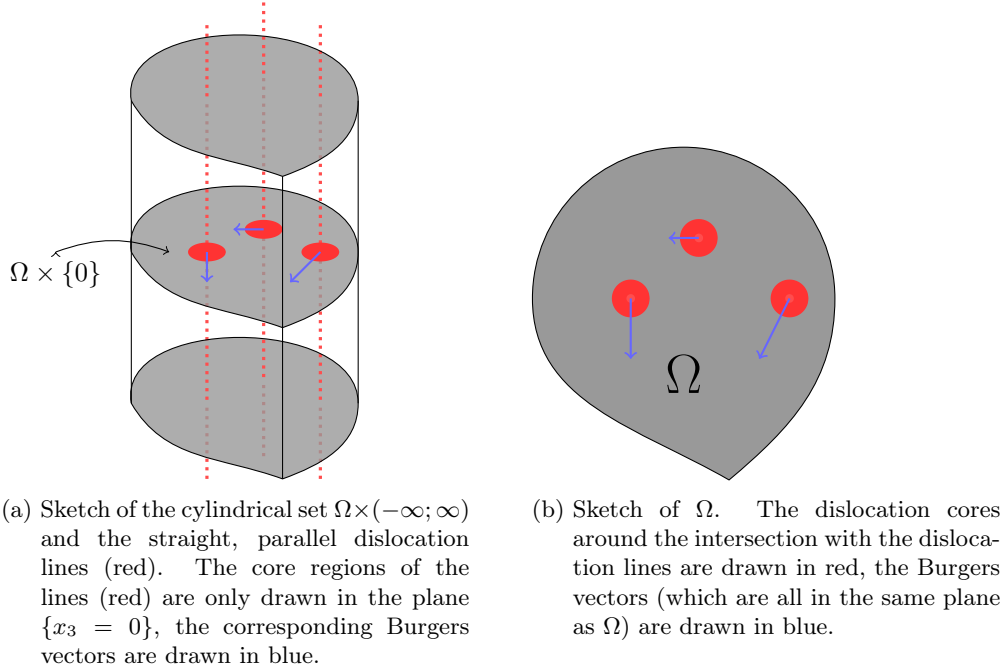 Ω × {0}
Ω
(a) Sketch of the cylindrical set Ω×(−∞; ∞)
and the straight, parallel dislocation
lines (red). The core regions of the
lines (red) are only drawn in the plane
{x₃ = 0}, the corresponding Burgers
vectors are drawn in blue.
(b) Sketch of Ω. The dislocation cores
around the intersection with the disloca-
tion lines are drawn in red, the Burgers
vectors (which are all in the same plane
as Ω) are drawn in blue.